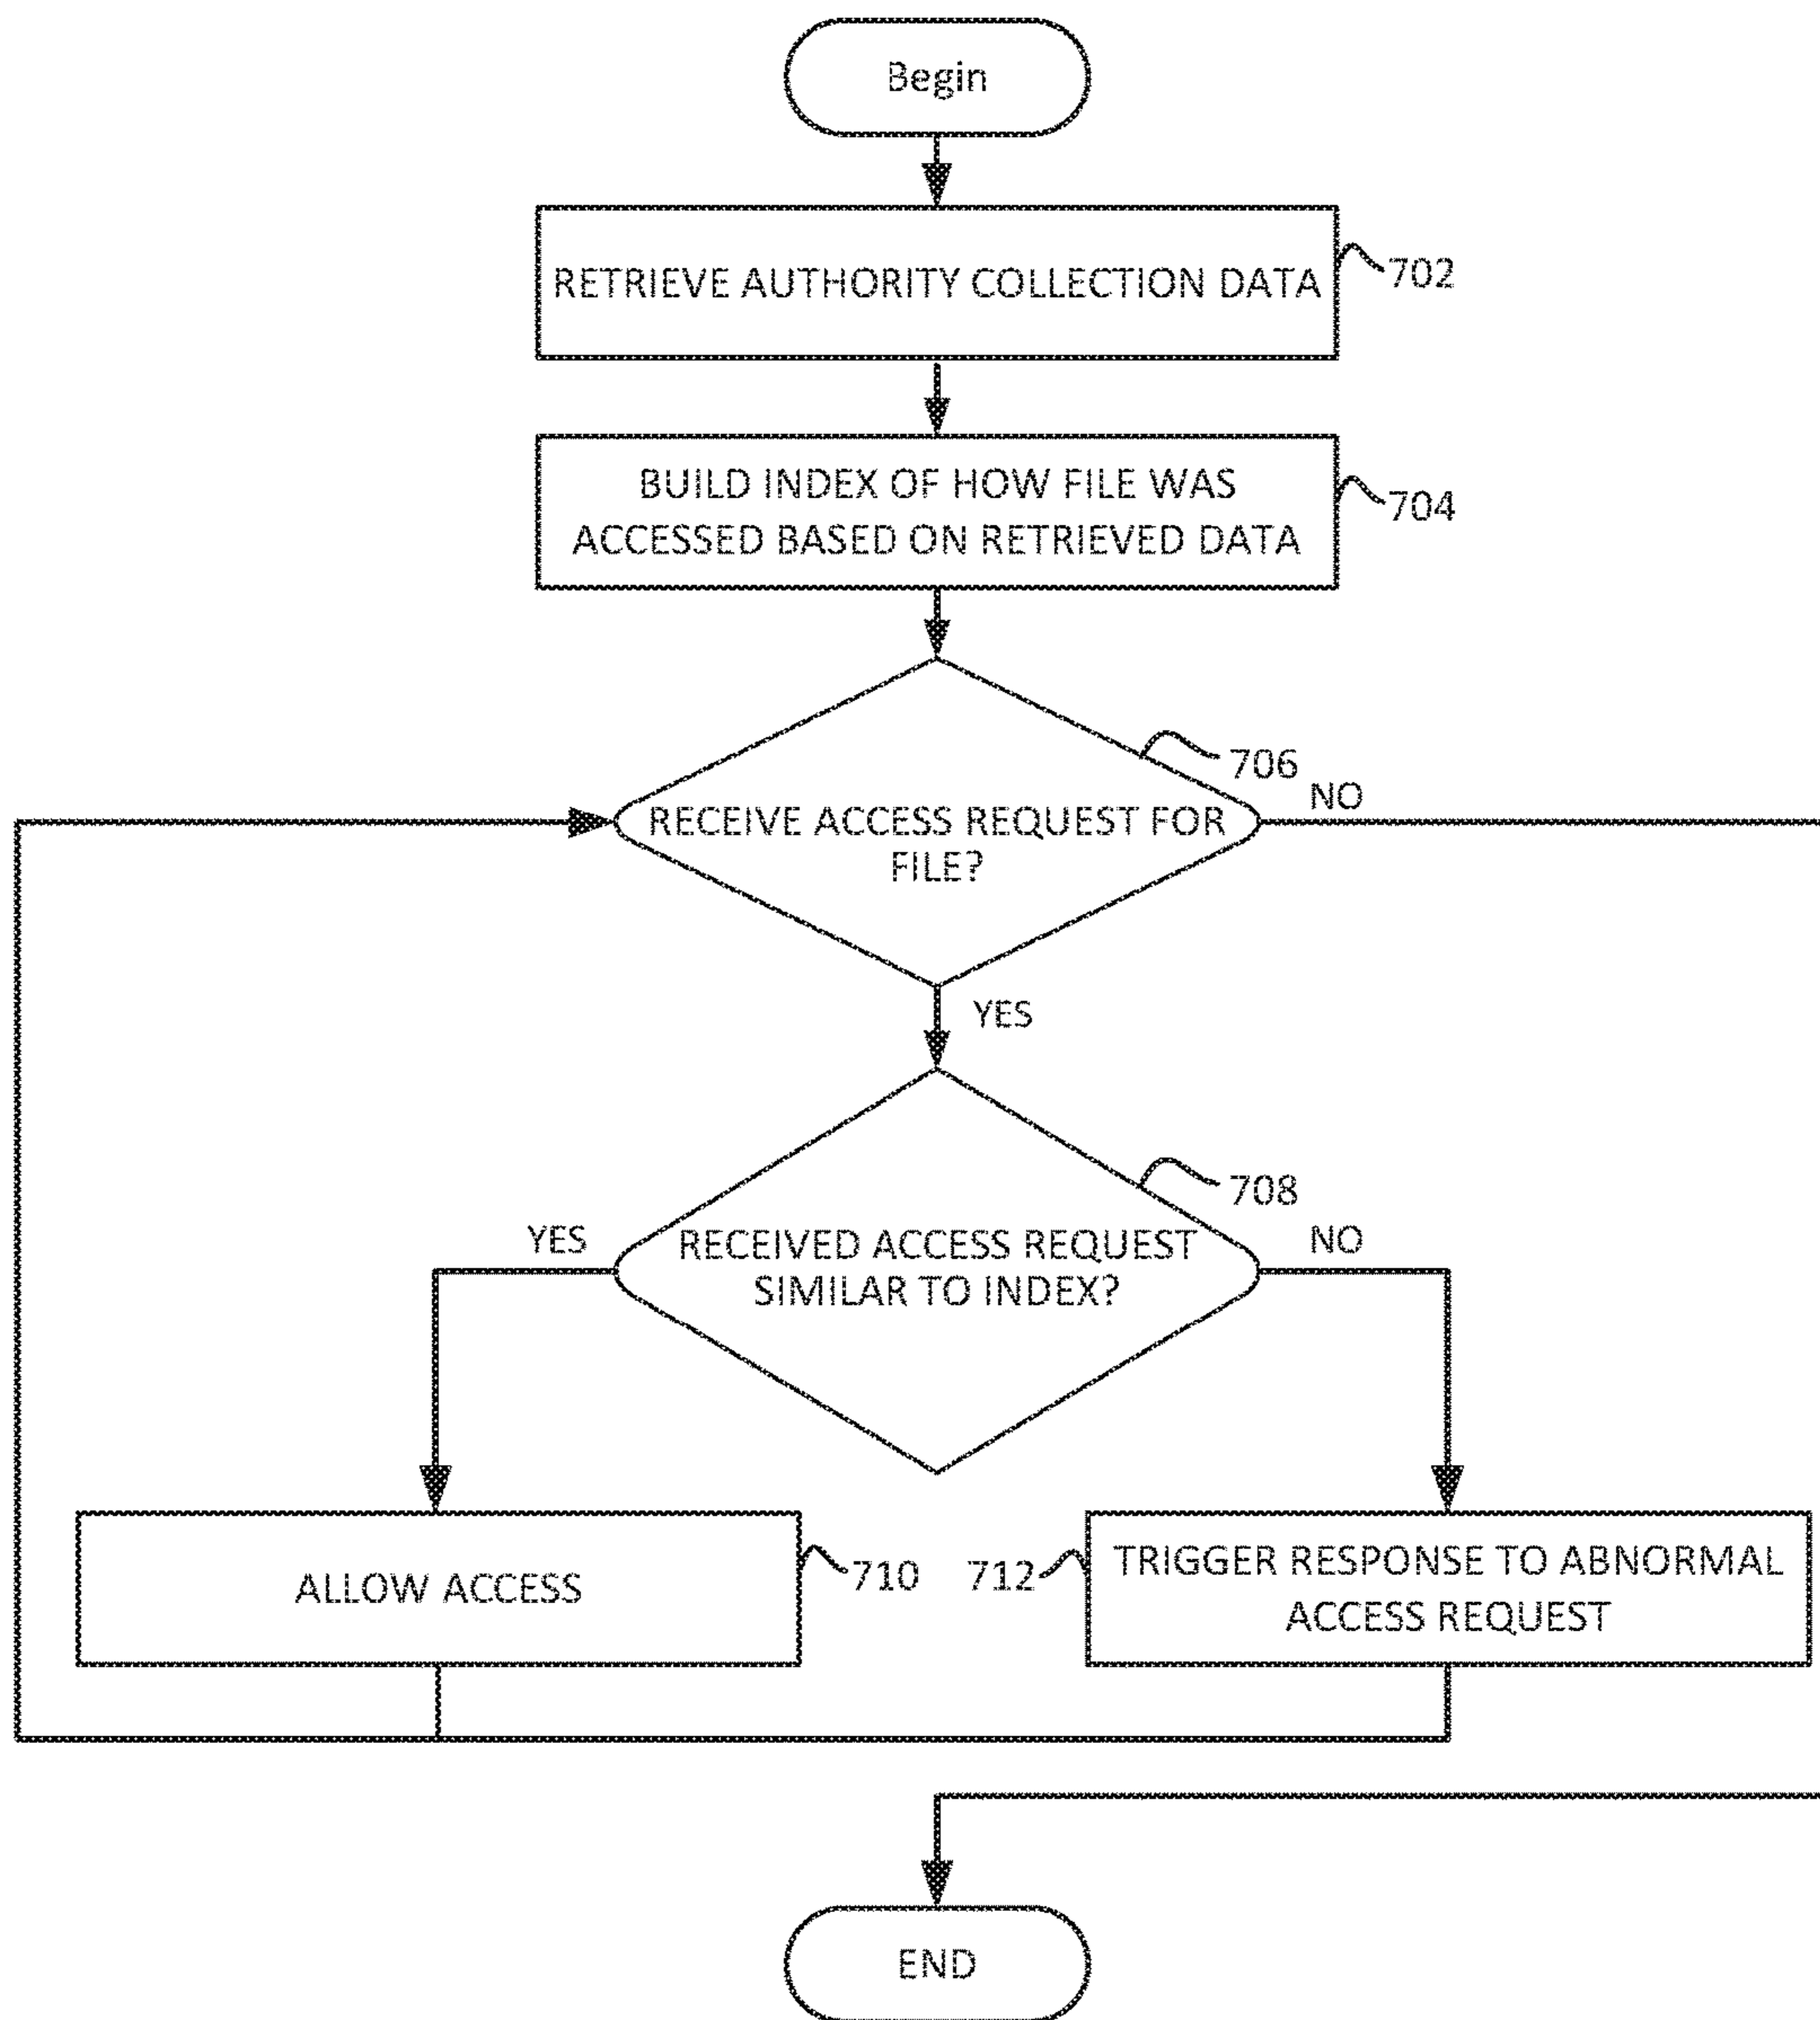 Begin
RETRIEVE AUTHORITY COLLECTION DATA
702
BUILD INDEX OF HOW FILE WAS
ACCESSED BASED ON RETRIEVED DATA
704
706
NO
RECEIVE ACCESS REQUEST FOR
FILE?
YES
708
YES
RECEIVED ACCESS REQUEST
SIMILAR TO INDEX?
NO
ALLOW ACCESS
710
712
TRIGGER RESPONSE TO ABNORMAL
ACCESS REQUEST
END